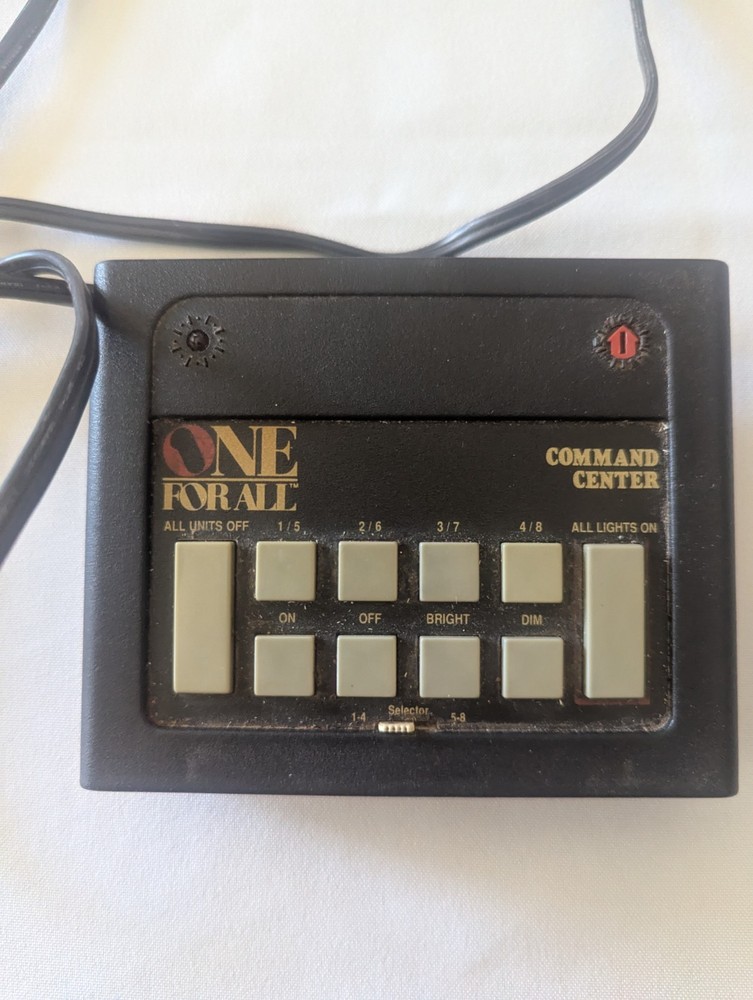 ONE
FOR ALL™
COMMAND
CENTER
ALL UNITS OFF 1/5 2/6 3/7 4/8 ALL LIGHTS ON
ON OFF BRIGHT DIM
Selector
1-4 5-8